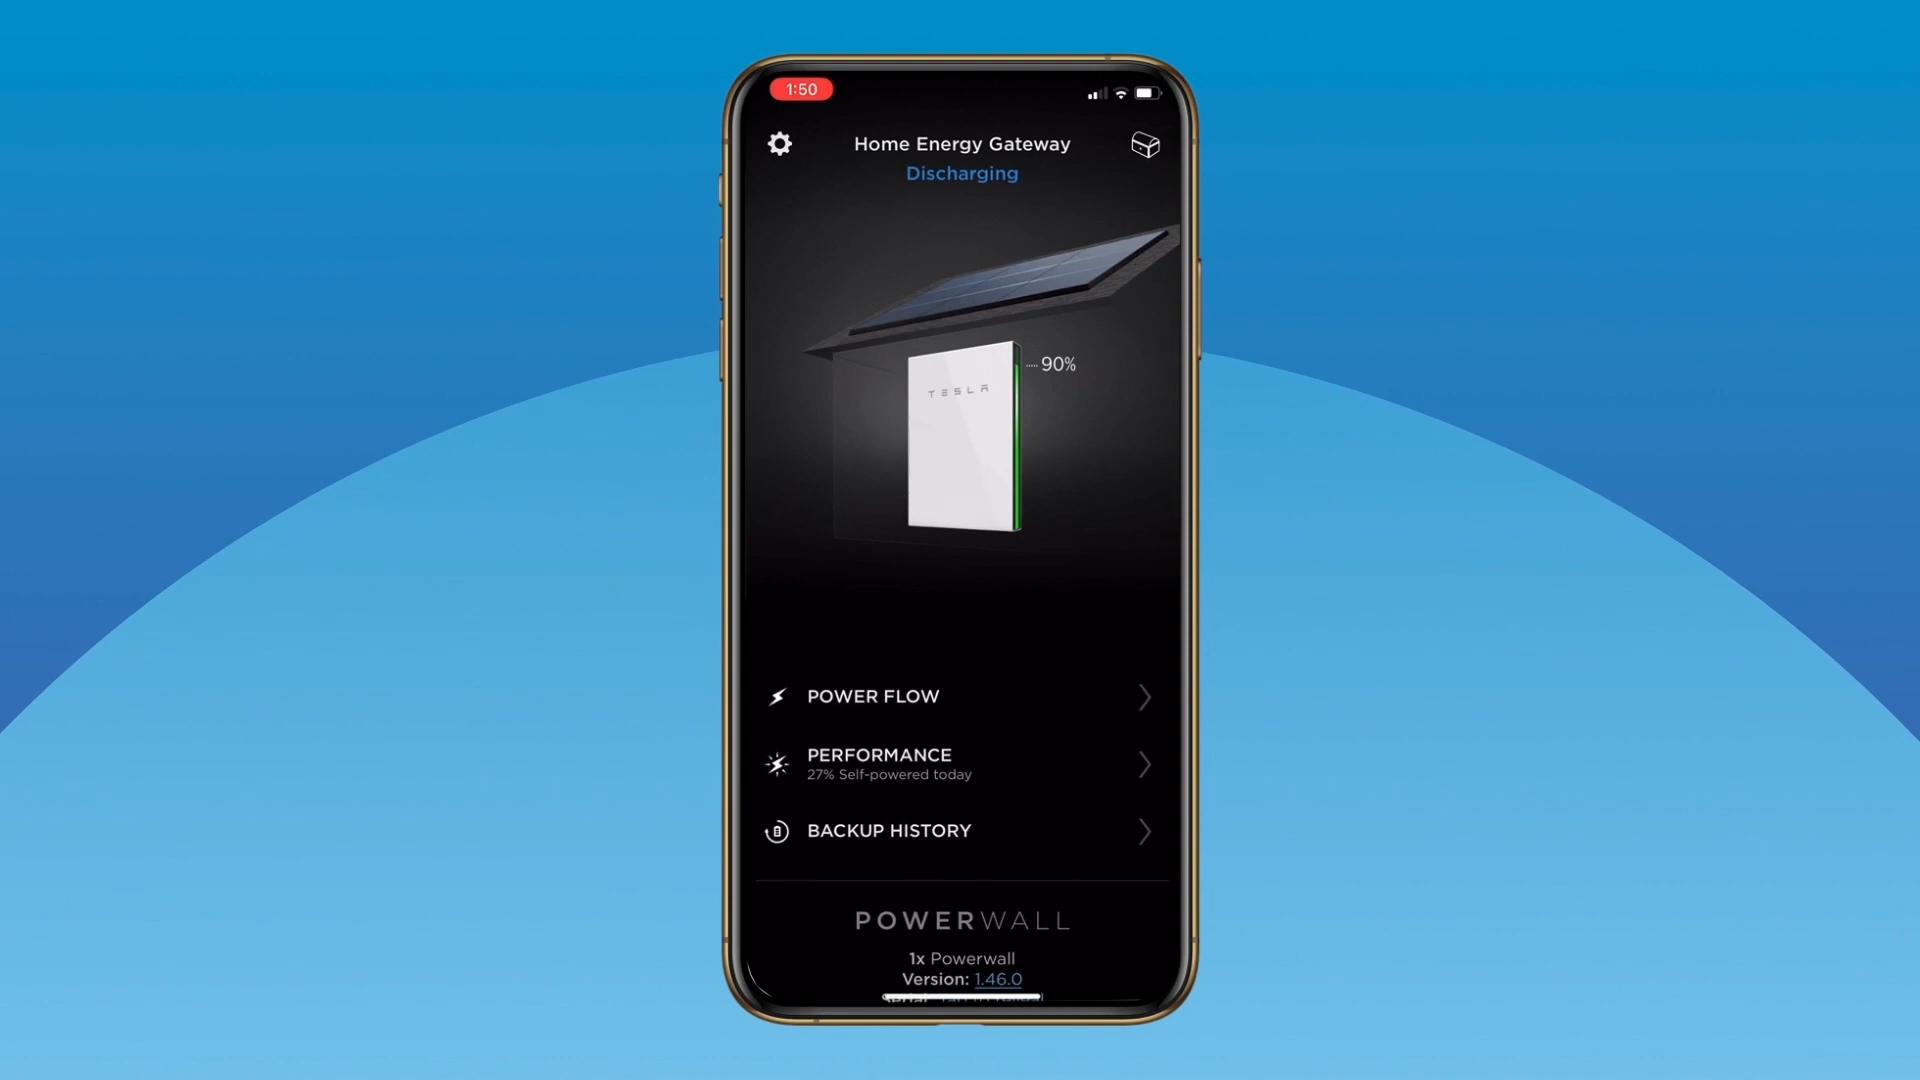 1:50
Home Energy Gateway
Discharging
90%
TESLA
POWER FLOW
PERFORMANCE
27% Self-powered today
BACKUP HISTORY
POWERWALL
1x Powerwall
Version: 1.46.0